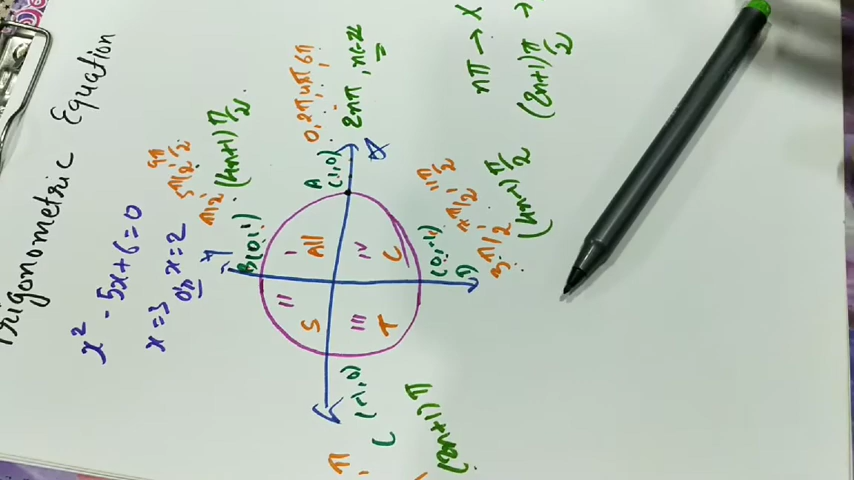 Trigonometric Equation
x² - 5x + 6 = 0
x = 3 or x = 2
π/2, 5π/2, 9π/2
(4n+1) π/2
y
B(0,1)
0, 2π, 4π, 6π
2nπ, n∈Z
A (1,0)
X
II
I
All
S
III
IV
T
C
(-1,0)
π,
(2n+1)π
(0,-1)
3π/2, 7π/2, 11π/2
(4n-1) π/2
nπ → X
(2n+1) π/2 →